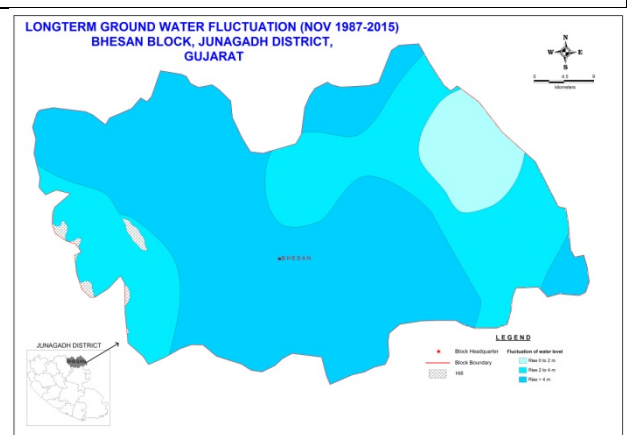 LONGTERM GROUND WATER FLUCTUATION (NOV 1987-2015)
BHESAN BLOCK, JUNAGADH DISTRICT,
GUJARAT
N
W E
S
5 4.5 9
kilometers
BHESAN
JUNAGADH DISTRICT
BHESAN
LEGEND
Block Headquarter
Block Boundary
Hill
Fluctuation of water level
Rise 0 to 2 m
Rise 2 to 4 m
Rise > 4 m